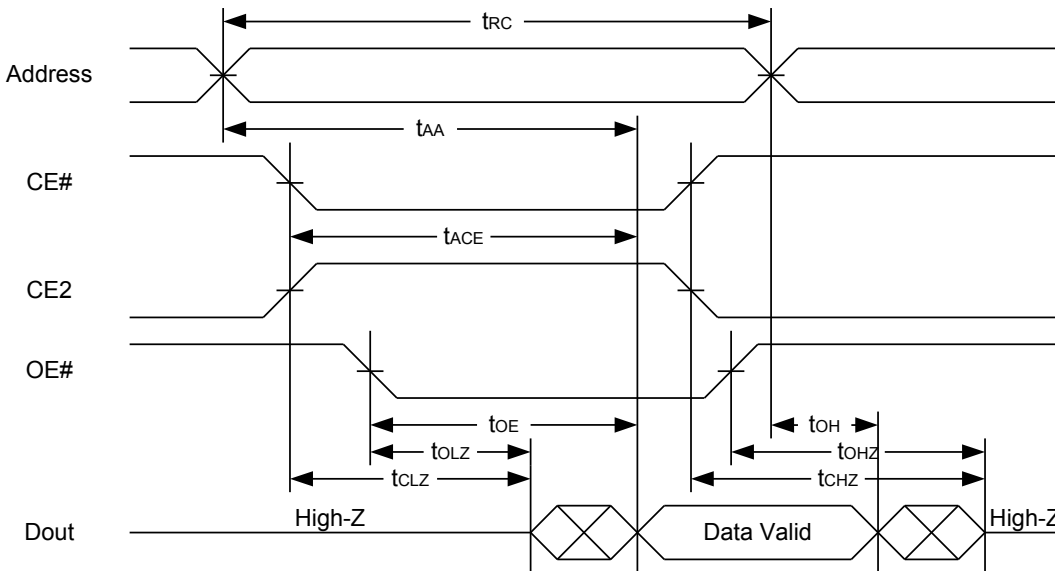 tRC
Address
tAA
CE#
tACE
CE2
OE#
tOE
tOH
tOLZ
tOHZ
tCLZ
tCHZ
High-Z
High-Z
Dout
Data Valid